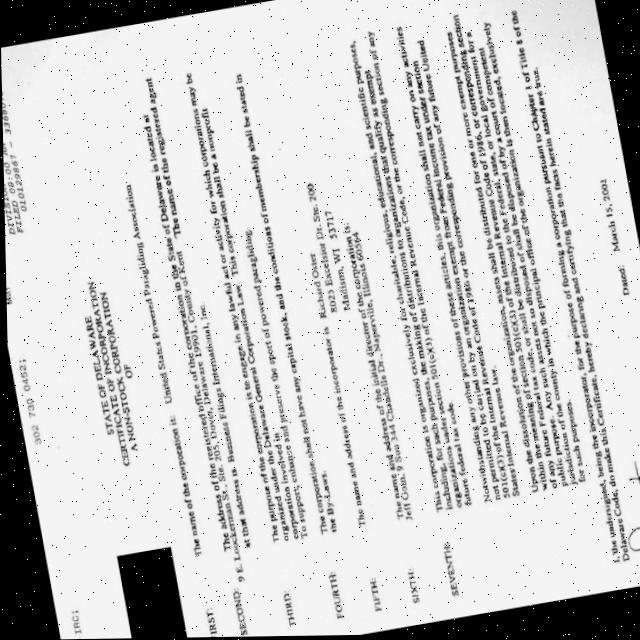 302 730 0452;
STATE OF DELAWARE
CERTIFICATE OF INCORPORATION
A NON-STOCK CORPORATION
FIRST: The name of the corporation is: United States Powered Paragliding Association
SECOND: The address of the registered office of the corporation in the State of Delaware is located at
9 E. Loockerman St., Ste. 205, Dover, Delaware 19901, County of Kent. The name of the registered agent
at that address is Business Filings International, Inc.
THIRD: The purpose of the corporation is to engage in any lawful act or activity for which corporations may be
organized under the Delaware General Corporation Law. This corporation shall be a nonprofit
corporation involved in
To support, enhance and preserve the sport of powered paragliding.
FOURTH: The corporation shall not have any capital stock, and the conditions of membership shall be stated in
the By-Laws.
FIFTH: The name and address of the incorporator is Richard Oster
8025 Excelsior Dr. Ste. 200
Madison, WI 53717
SIXTH: The name and address of the initial director of the corporation is:
Jeff Goin, Naperville, Illinois 60564
SEVENTH: This corporation is organized exclusively for charitable, religious, educational, and scientific purposes,
including, for such purposes, the making of distributions to organizations that qualify as exempt
organizations under section 501(c)(3) of the Internal Revenue Code, or the corresponding section of any
future federal tax code.
Notwithstanding any other provisions of these articles, this organization shall not carry on any activities
not permitted to be carried on by an organization exempt from Federal income tax under section
501(c)(3) of the Internal Revenue Code of 1986 or the corresponding provision of any future United
States Internal Revenue law.
Upon the dissolution of the organization, assets shall be distributed for one or more exempt purposes
within the meaning of section 501(c)(3) of the Internal Revenue Code of 1986, or corresponding section
of any future Federal tax code, or shall be distributed to the Federal, state, or local government for a
public purpose. Any such assets not disposed of shall be disposed of by a court of competent
jurisdiction of the county in which the principal office of the organization is then located, exclusively
for such purposes.
I, the undersigned, being the incorporator, for the purpose of forming a corporation pursuant to Chapter 1 of Title 8 of the
Delaware Code, do make this Certificate, hereby declaring and certifying that the facts herein stated are true.
Dated: March 15, 2001